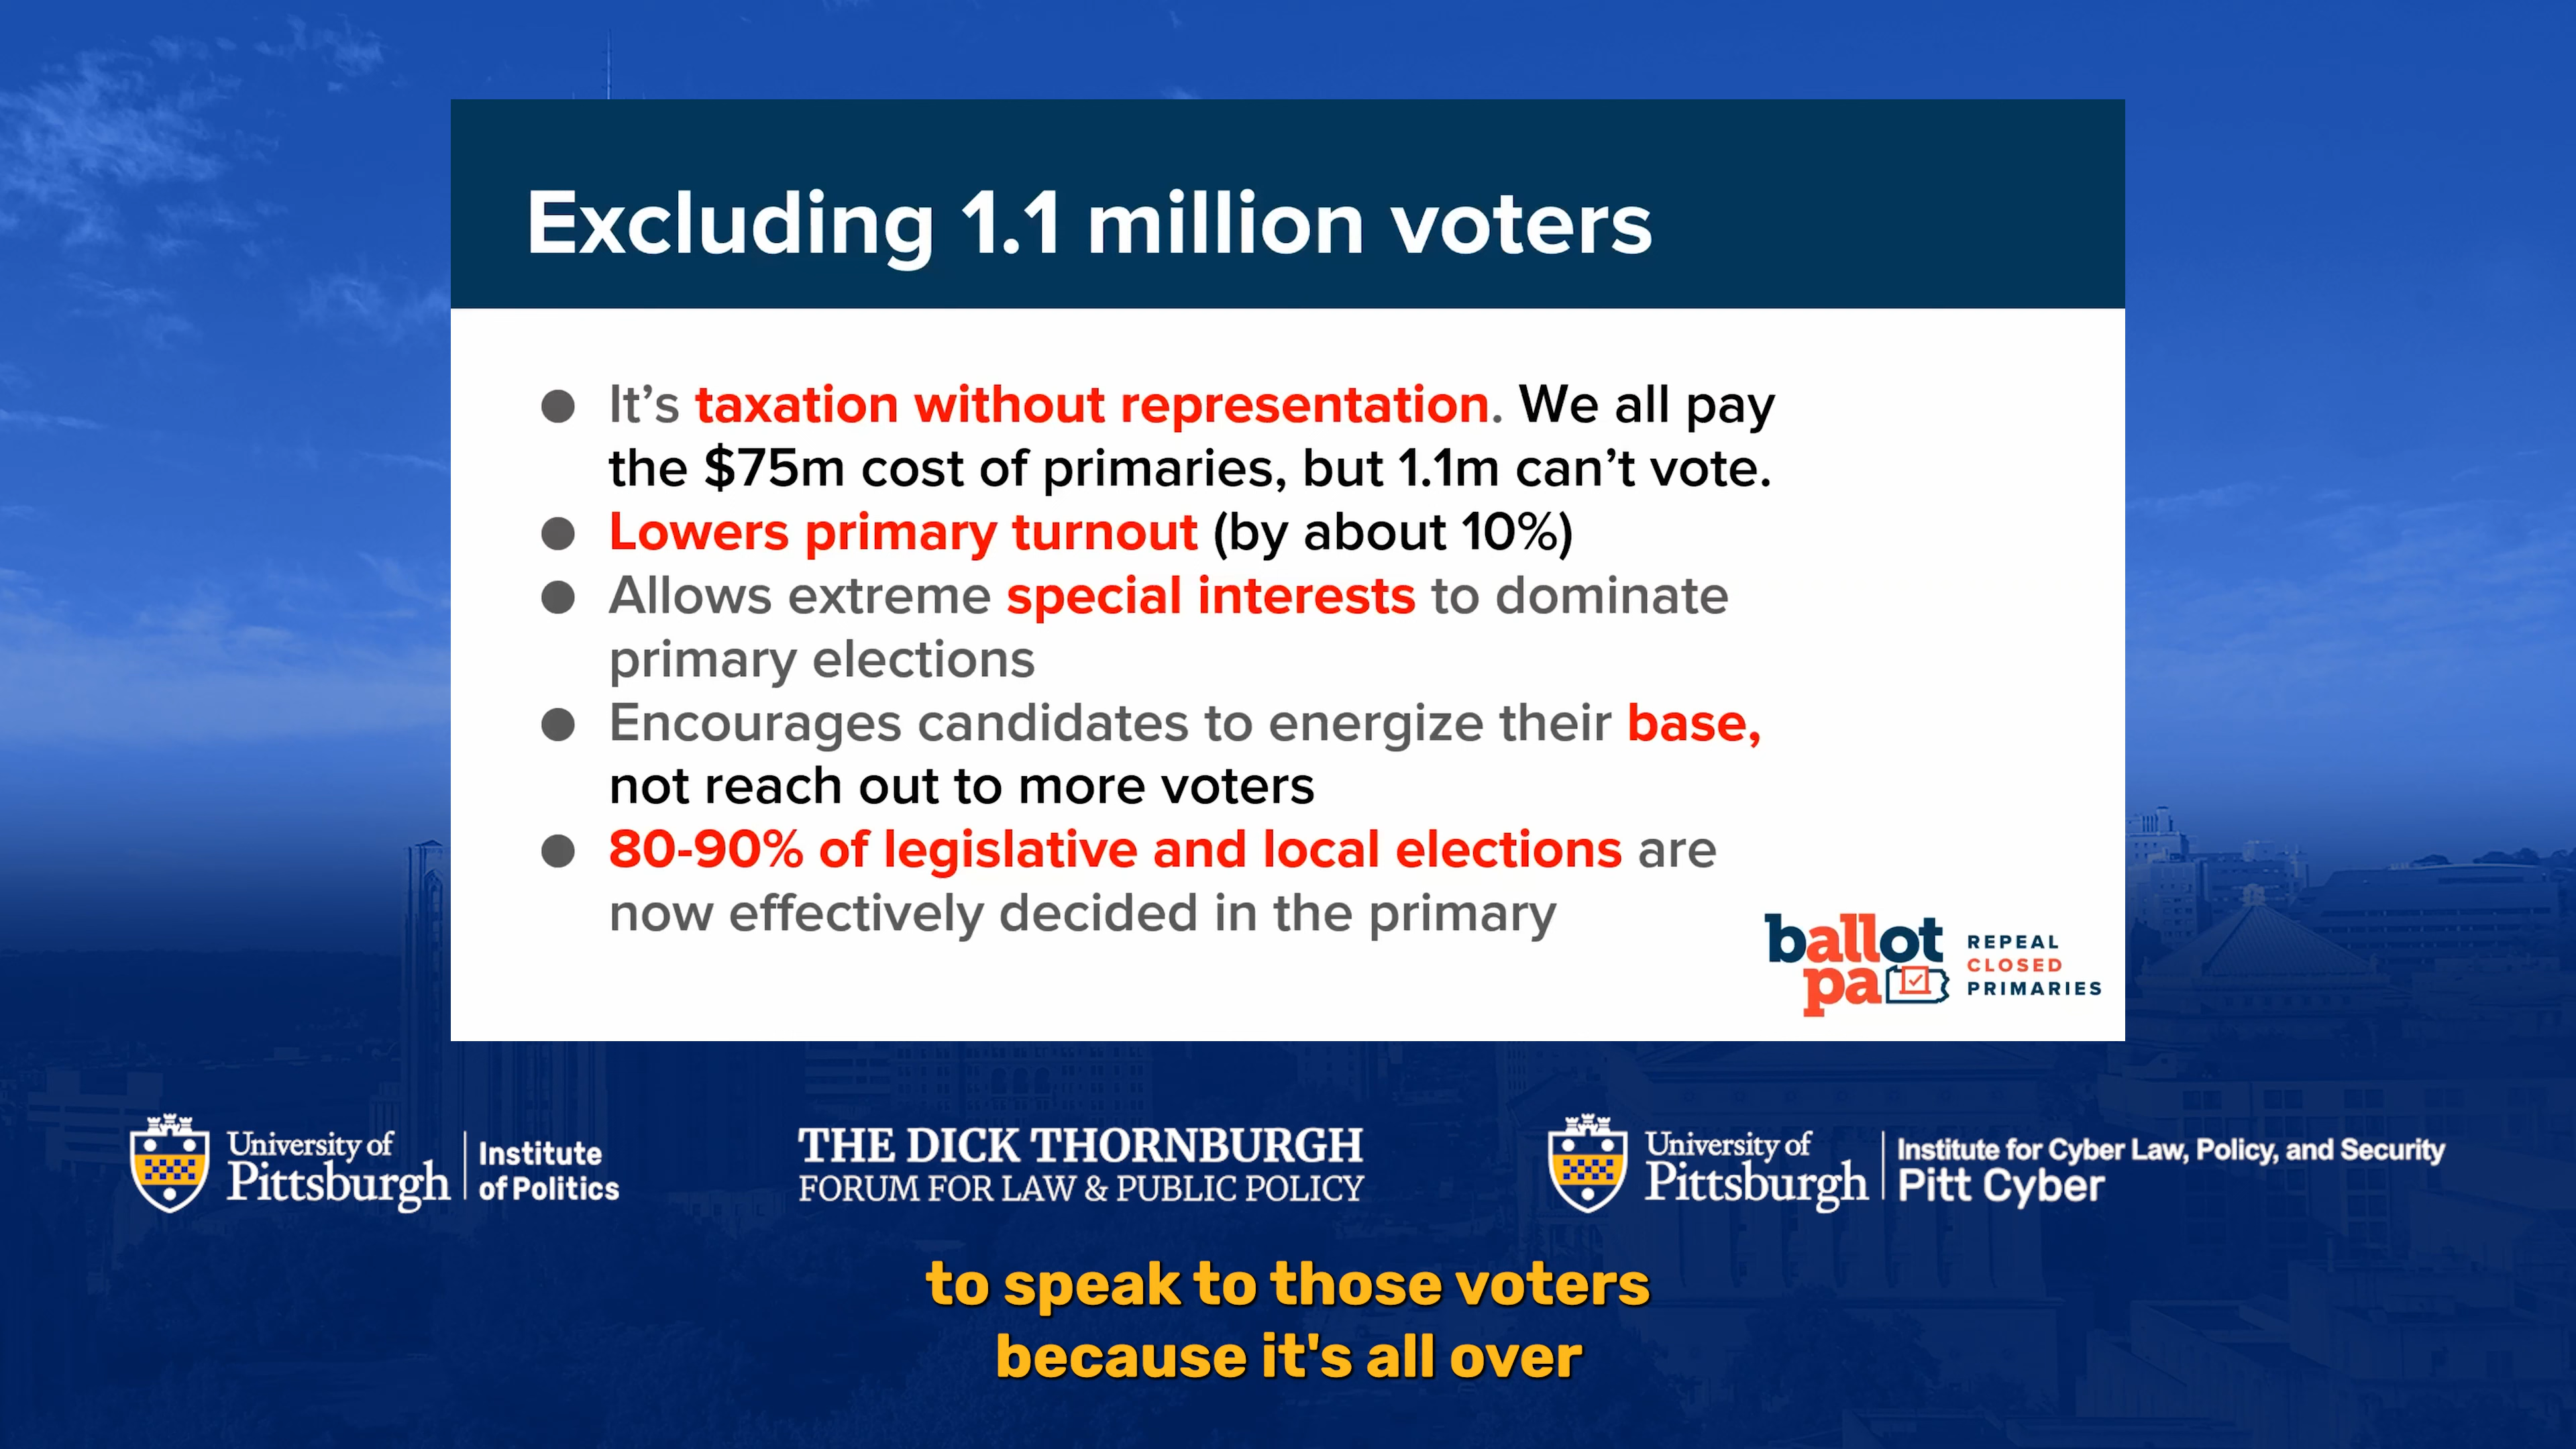 Excluding 1.1 million voters
● It’s taxation without representation. We all pay
the $75m cost of primaries, but 1.1m can’t vote.
● Lowers primary turnout (by about 10%)
● Allows extreme special interests to dominate
primary elections
● Encourages candidates to energize their base,
not reach out to more voters
● 80-90% of legislative and local elections are
now effectively decided in the primary
ballot
pa
REPEAL
CLOSED
PRIMARIES
University of
Pittsburgh
Institute
of Politics
THE DICK THORNBURGH
FORUM FOR LAW & PUBLIC POLICY
University of
Pittsburgh
Institute for Cyber Law, Policy, and Security
Pitt Cyber
to speak to those voters
because it's all over